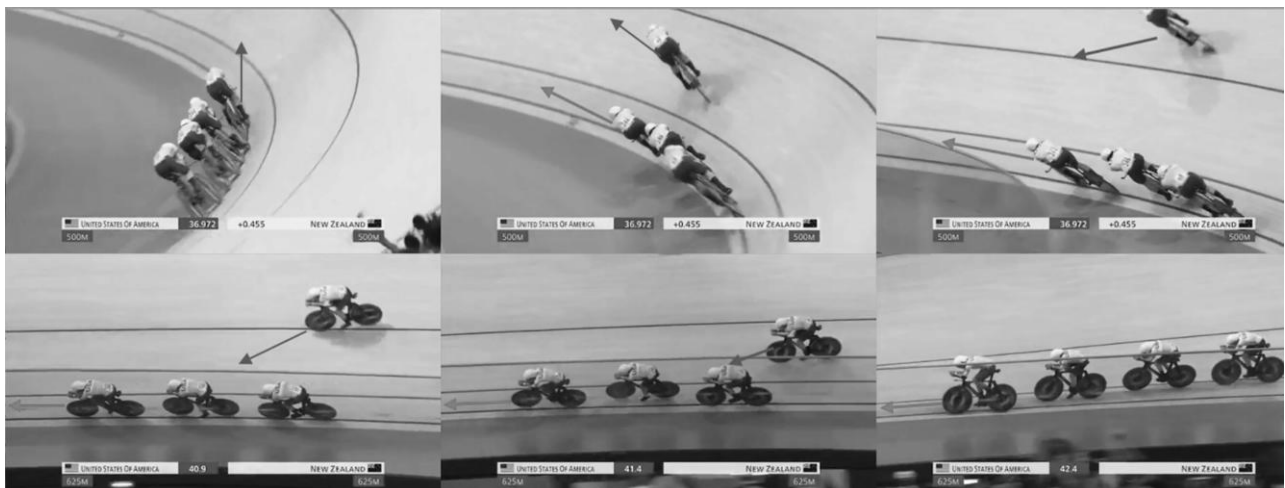 UNITED STATES OF AMERICA 36.972 +0.455 NEW ZEALAND
500M 500M
UNITED STATES OF AMERICA 36.972 +0.455 NEW ZEALAND
500M 500M
UNITED STATES OF AMERICA 36.972 +0.455 NEW ZEALAND
500M 500M
UNITED STATES OF AMERICA 40.9 NEW ZEALAND
625M 625M
UNITED STATES OF AMERICA 41.4 NEW ZEALAND
625M 625M
UNITED STATES OF AMERICA 42.4 NEW ZEALAND
625M 625M